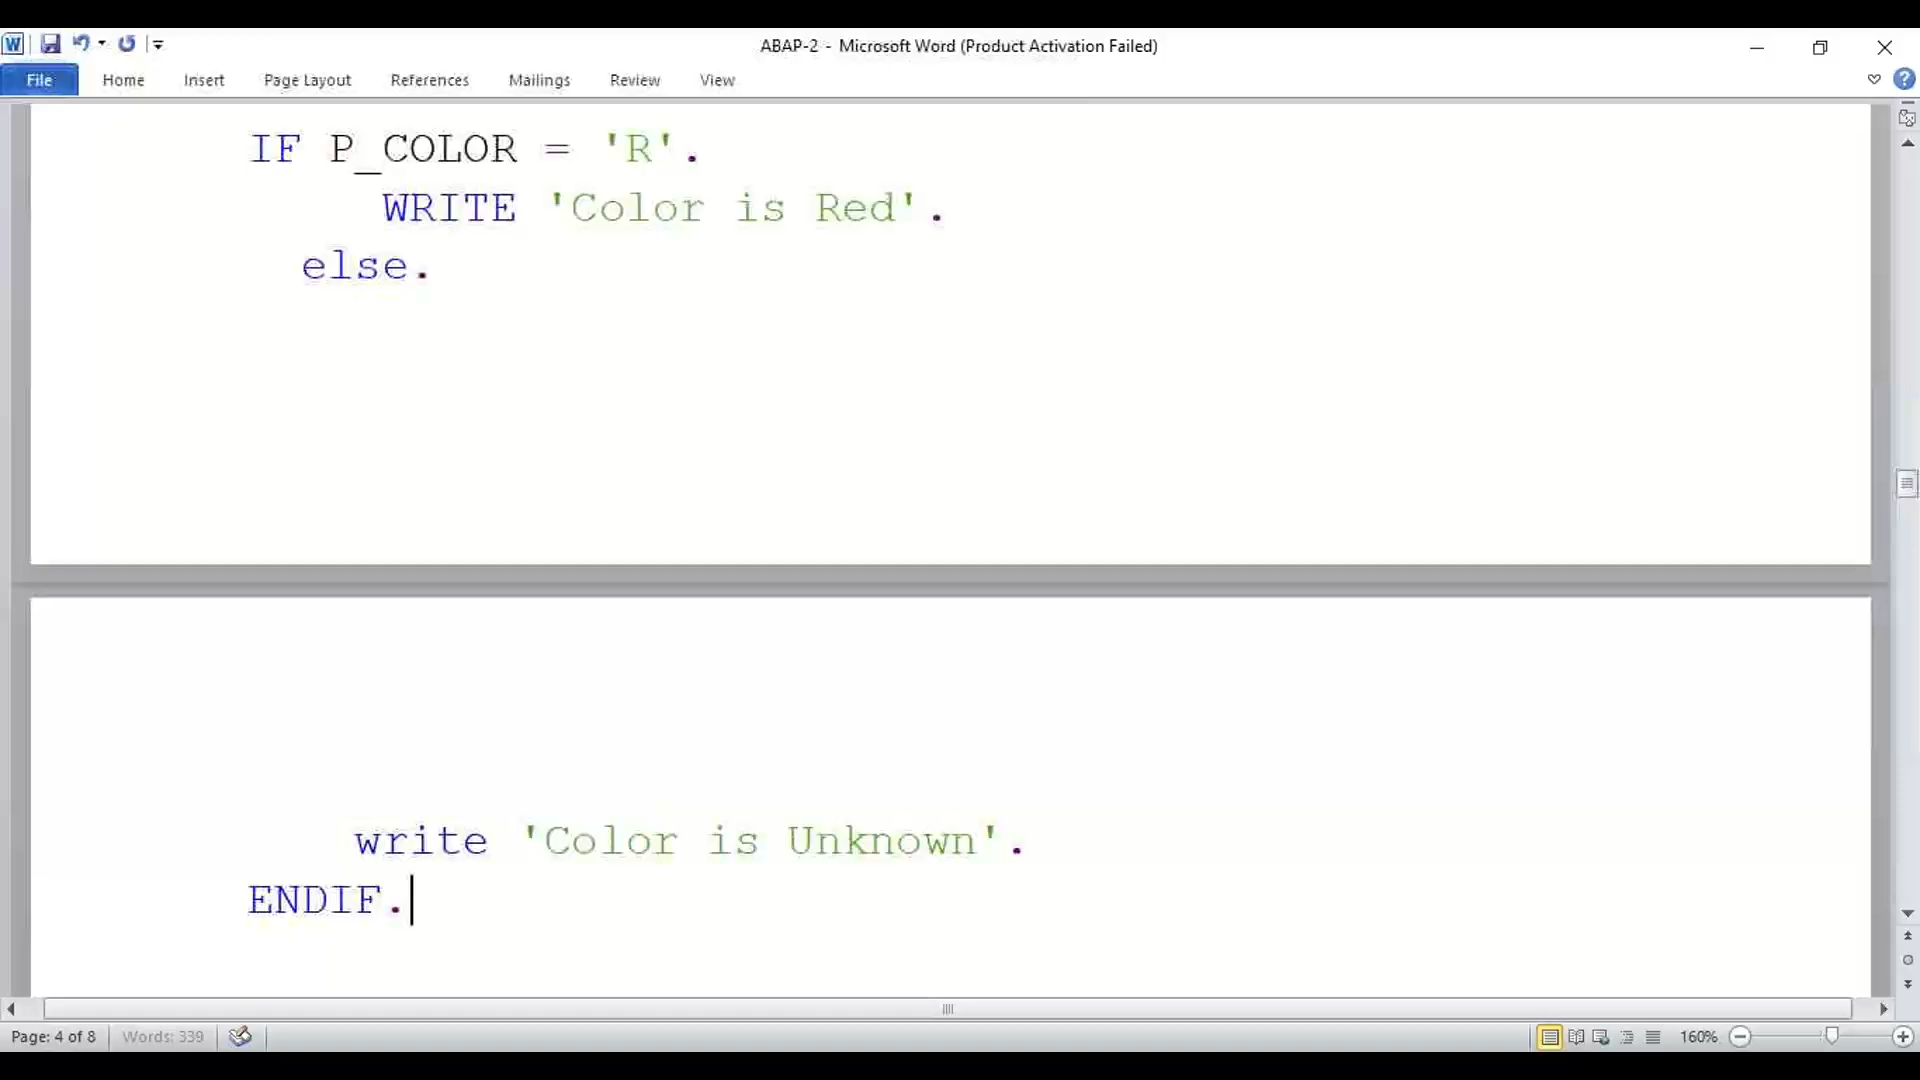 ABAP-2 - Microsoft Word (Product Activation Failed)
File Home Insert Page Layout References Mailings Review View
IF P_COLOR = 'R'.
WRITE 'Color is Red'.
else.
write 'Color is Unknown'.
ENDIF.
Page: 4 of 8 Words: 339 160%